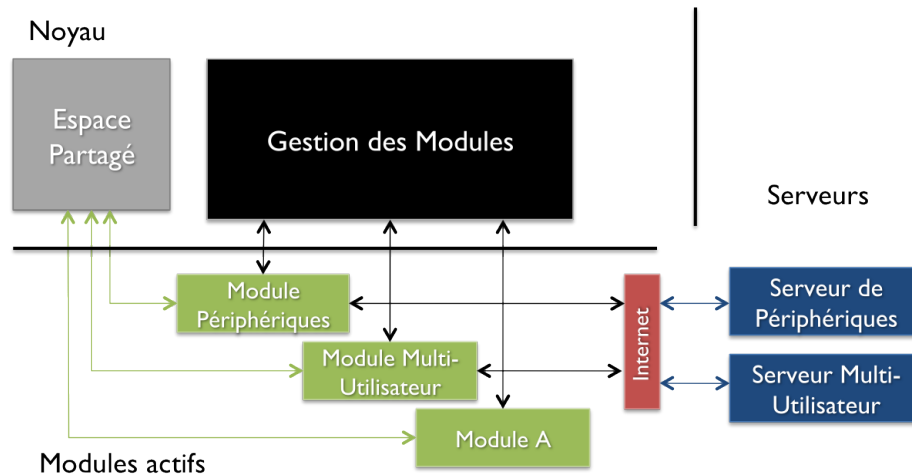 Noyau
Espace
Partagé
Gestion des Modules
Serveurs
Module
Périphériques
Serveur de
Périphériques
Internet
Module Multi-
Utilisateur
Serveur Multi-
Utilisateur
Module A
Modules actifs